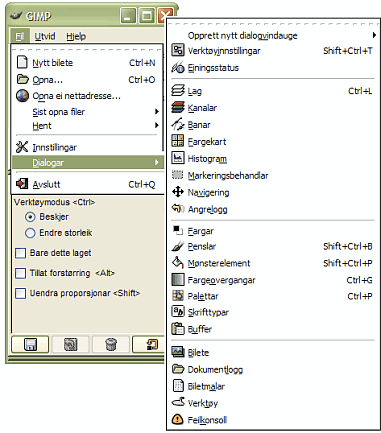 GIMP
Fil Utvid Hjelp
Nytt bilete Ctrl+N
Opna... Ctrl+O
Opna ei nettadresse...
Sist opna filer
Hent
Innstillingar
Dialogar
Avslutt Ctrl+Q
Verktøymodus <Ctrl>
Beskjer
Endre storleik
Bare dette laget
Tillat forstørring <Alt>
Uendra proporsjonar <Shift>
Opprett nytt dialogvindauge
Verktøyinnstillingar Shift+Ctrl+T
Einingsstatus
Lag Ctrl+L
Kanalar
Banar
Fargekart
Histogram
Markeringsbehandlar
Navigering
Angrelogg
Fargar
Penslar Shift+Ctrl+B
Mønsterelement Shift+Ctrl+P
Fargeovergangar Ctrl+G
Palettar Ctrl+P
Skrifttypar
Buffer
Bilete
Dokumentlogg
Biletmalar
Verktøy
Feilkonsoll